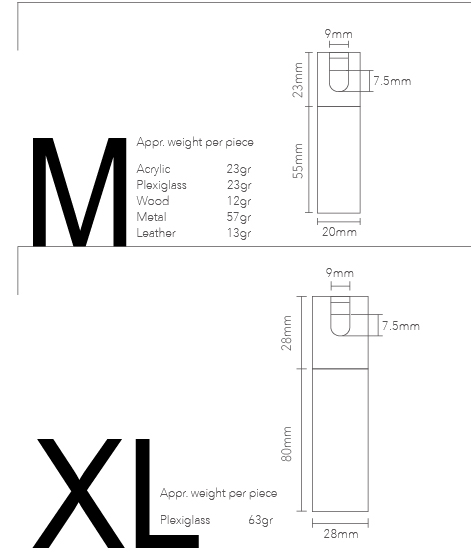 9mm
23mm
7.5mm
M
Appr. weight per piece
Acrylic 23gr
Plexiglass 23gr
Wood 12gr
Metal 57gr
Leather 13gr
55mm
20mm
9mm
28mm
7.5mm
80mm
XL
Appr. weight per piece
Plexiglass 63gr
28mm